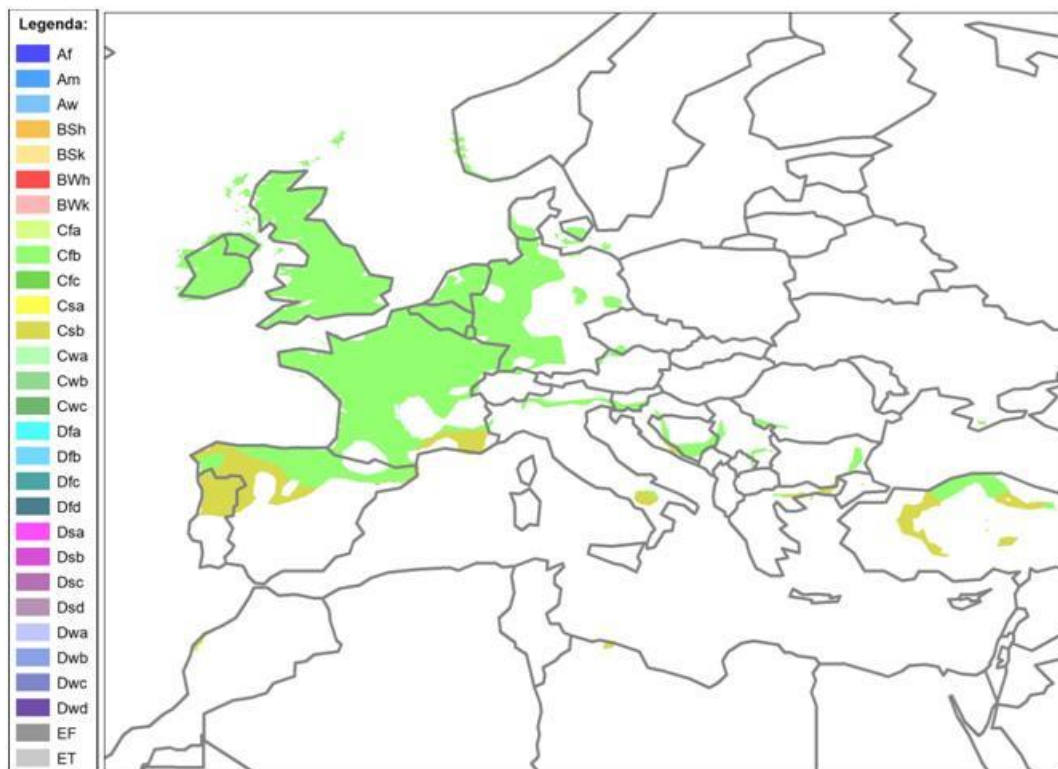 Legenda:
Af
Am
Aw
BSh
BSk
BWh
BWk
Cfa
Cfb
Cfc
Csa
Csb
Cwa
Cwb
Cwc
Dfa
Dfb
Dfc
Dfd
Dsa
Dsb
Dsc
Dsd
Dwa
Dwb
Dwc
Dwd
EF
ET